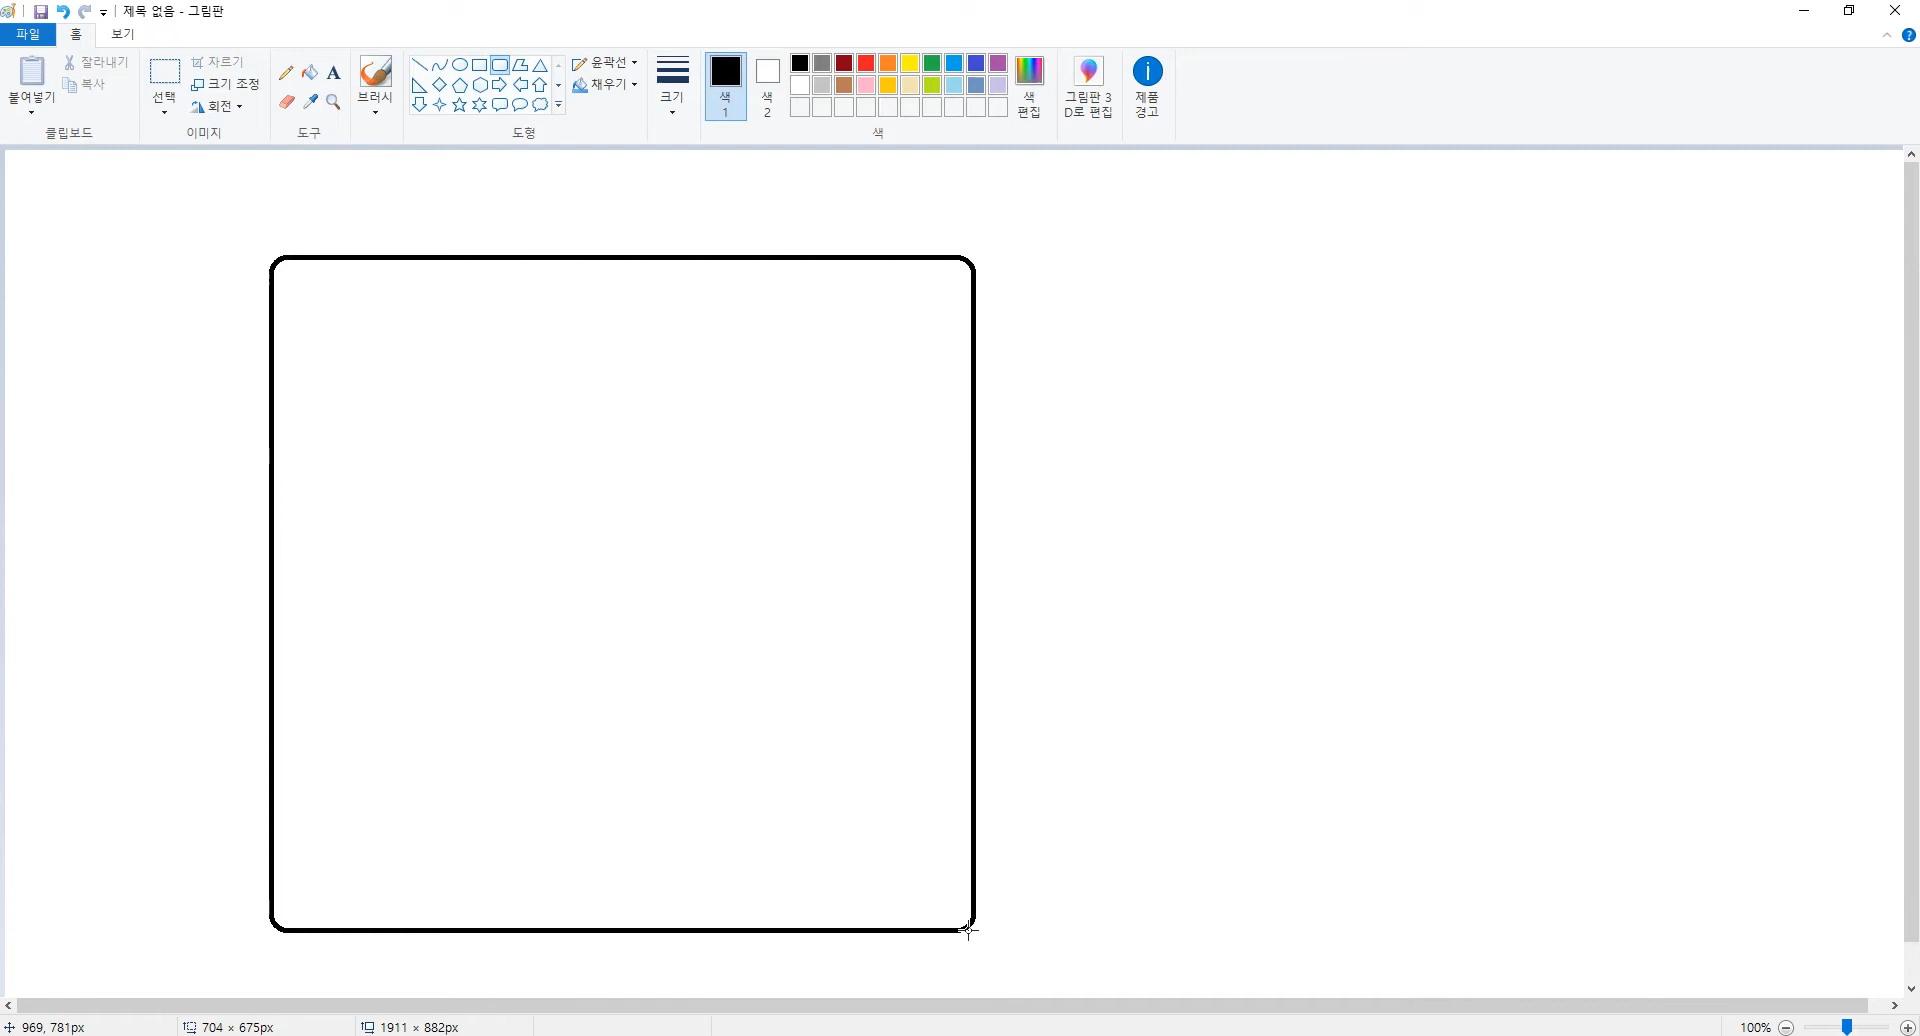 제목 없음 - 그림판
파일 홈 보기
붙여넣기
잘라내기
복사
클립보드
선택
자르기
크기 조정
회전
이미지
A
도구
브러시
윤곽선
채우기
도형
크기
색
1
색
2
색
편집
색
그림판 3
D로 편집
제품
경고
969, 781px
704 × 675px
1911 × 882px
100%